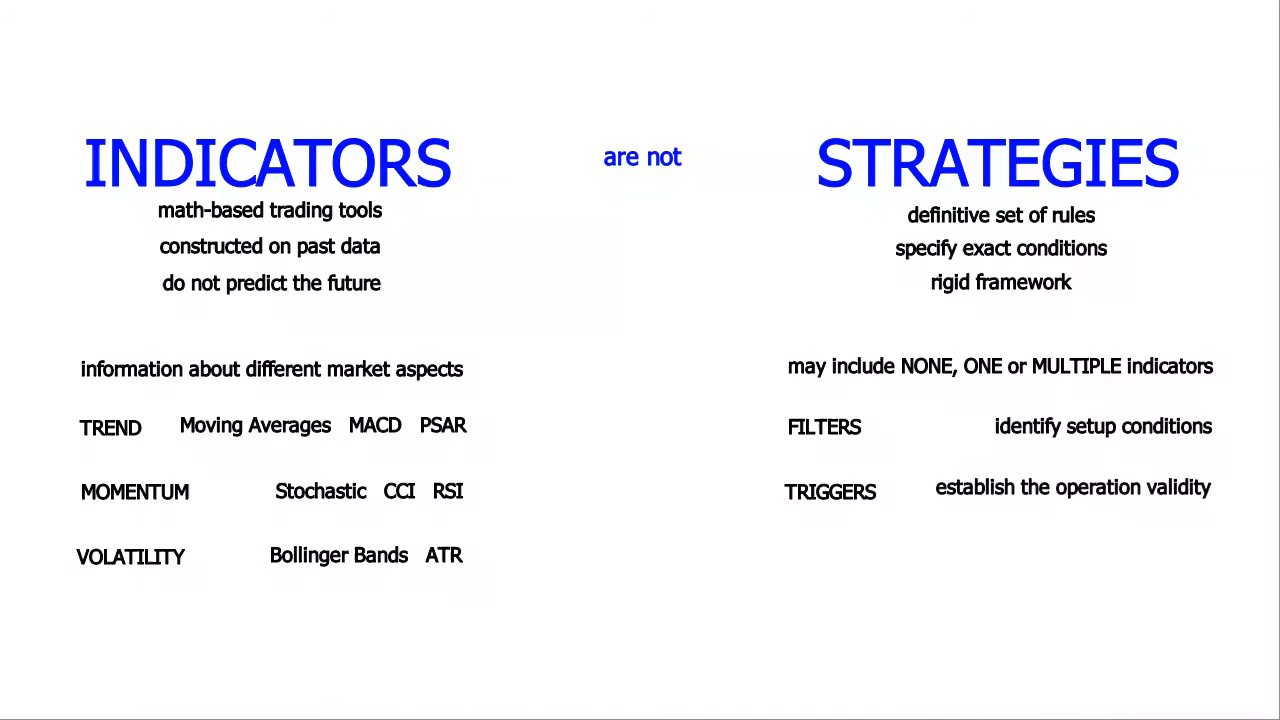 INDICATORS are not STRATEGIES
math-based trading tools
constructed on past data
do not predict the future
information about different market aspects
TREND Moving Averages MACD PSAR
MOMENTUM Stochastic CCI RSI
VOLATILITY Bollinger Bands ATR
definitive set of rules
specify exact conditions
rigid framework
may include NONE, ONE or MULTIPLE indicators
FILTERS identify setup conditions
TRIGGERS establish the operation validity